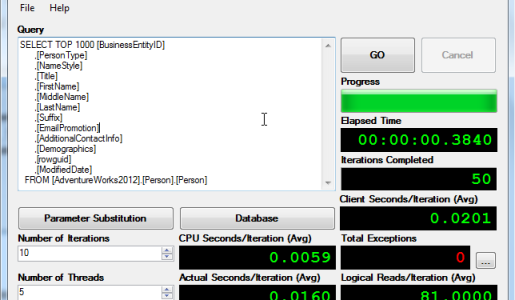 File Help
Query
SELECT TOP 1000 [BusinessEntityID]
,[PersonType]
,[NameStyle]
,[Title]
,[FirstName]
,[MiddleName]
,[LastName]
,[Suffix]
,[EmailPromotion]
,[AdditionalContactInfo]
,[Demographics]
,[rowguid]
,[ModifiedDate]
FROM [AdventureWorks2012].[Person].[Person]
GO Cancel
Progress
Elapsed Time
00:00:00.3840
Iterations Completed
50
Client Seconds/Iteration (Avg)
0.0201
Parameter Substitution Database
Number of Iterations
10
CPU Seconds/Iteration (Avg)
0.0059
Total Exceptions
0 ...
Number of Threads
5
Actual Seconds/Iteration (Avg)
0.0160
Logical Reads/Iteration (Avg)
81.0000